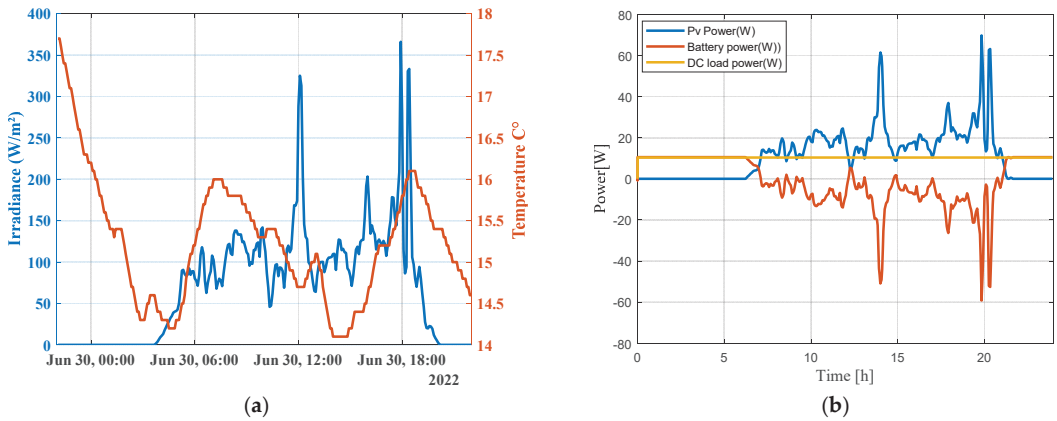 400
350
300
250
200
150
100
50
0
Irradiance (W/m²)
18
17.5
17
16.5
16
15.5
15
14.5
14
Temperature C°
Jun 30, 00:00
Jun 30, 06:00
Jun 30, 12:00
Jun 30, 18:00
2022
(a)
80
60
40
20
0
-20
-40
-60
-80
Power[W]
Pv Power(W)
Battery power(W))
DC load power(W)
0
5
10
15
20
Time [h]
(b)